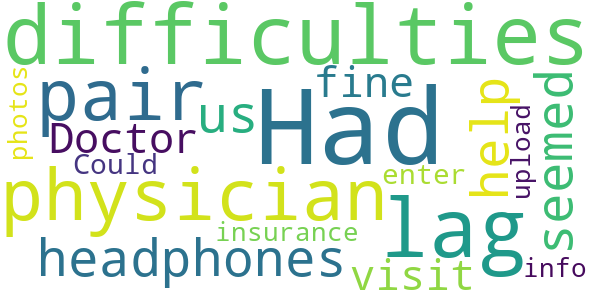 difficulties
photos
pair
us
fine
Had
help
seemed
Doctor
Could
upload
physician
enter
lag
insurance
headphones
visit
info